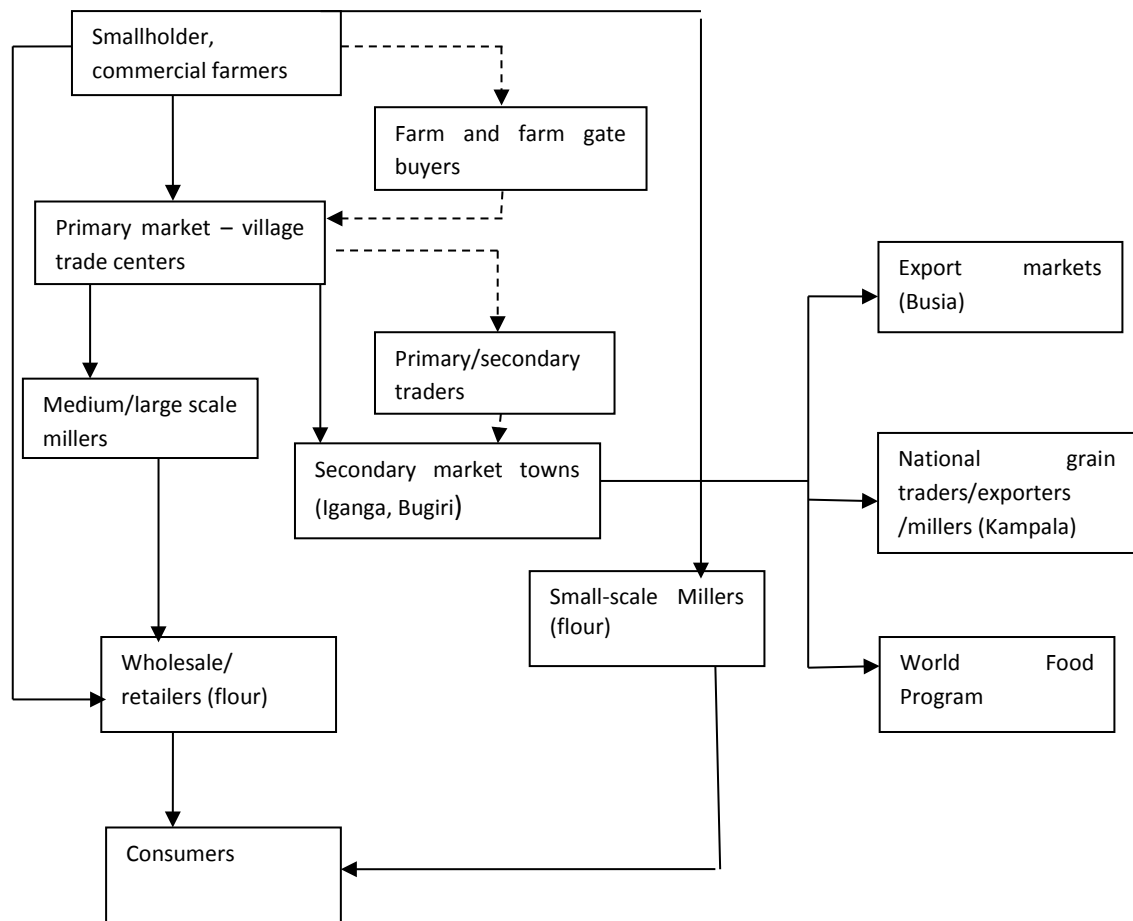 Smallholder,
commercial farmers
Farm and farm gate
buyers
Primary market – village
trade centers
Export markets
(Busia)
Primary/secondary
traders
Medium/large scale
millers
Secondary market towns
(Iganga, Bugiri)
National grain
traders/exporters
/millers (Kampala)
Small-scale Millers
(flour)
Wholesale/
retailers (flour)
World Food
Program
Consumers